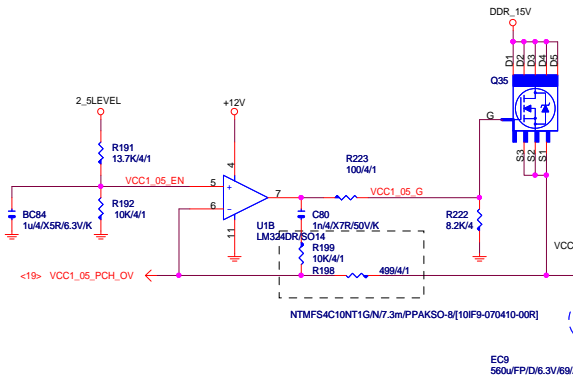 DDR_15V
D1
D2
D3
D4
D5
Q35
G
S3
S2
S1
2_5LEVEL
+12V
R191
13.7K/4/1
VCC1_05_EN
5
+
6
-
4
11
7
R223
100/4/1
VCC1_05_G
BC84
1u/4/X5R/6.3V/K
R192
10K/4/1
U1B
LM324DR/SO14
C80
1n/4/X7R/50V/K
R222
8.2K/4
R199
10K/4/1
R198
499/4/1
VCC
<19> VCC1_05_PCH_OV
NTMFS4C10NT1G/N/7.3m/PPAKSO-8/[10IF9-070410-00R]
EC9
560u/FP/D/6.3V/69/